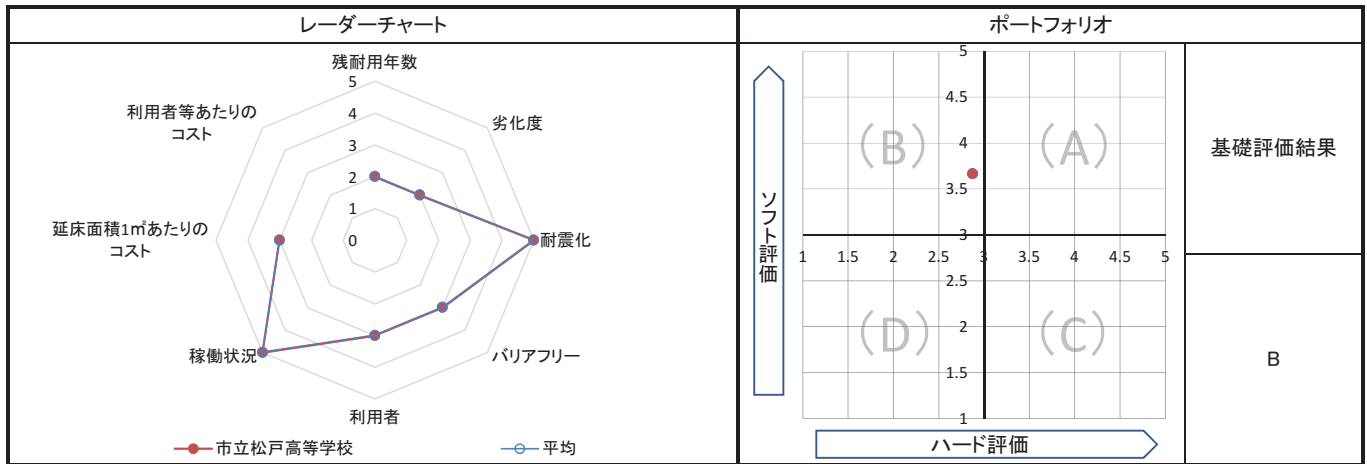 レーダーチャート
残耐用年数
5
4
3
2
1
0
劣化度
耐震化
バリアフリー
利用者
稼働状況
延床面積1㎡あたりの
コスト
利用者等あたりの
コスト
市立松戸高等学校
平均
ポートフォリオ
ソフト評価
5
4.5
4
3.5
3
2.5
2
1.5
1
1 1.5 2 2.5 3 3.5 4 4.5 5
(B) (A)
(D) (C)
ハード評価
基礎評価結果
B